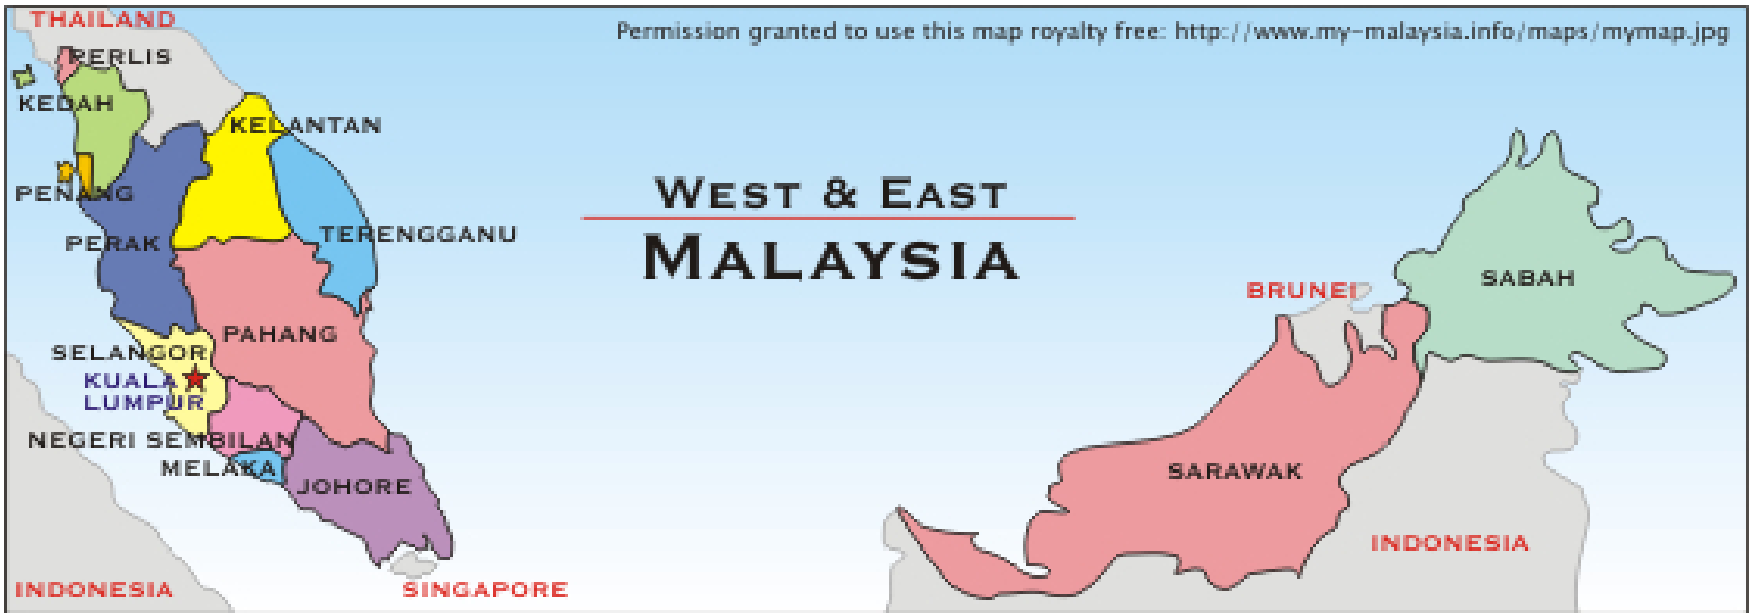 THAILAND
Permission granted to use this map royalty free: http://www.my-malaysia.info/maps/mymap.jpg
PERLIS
KEDAH
KELANTAN
PENANG
WEST & EAST
MALAYSIA
PERAK
TERENGGANU
SABAH
BRUNEI
PAHANG
SELANGOR
KUALA
LUMPUR
NEGERI SEMBILAN
MELAKA
SARAWAK
JOHORE
INDONESIA
INDONESIA
SINGAPORE